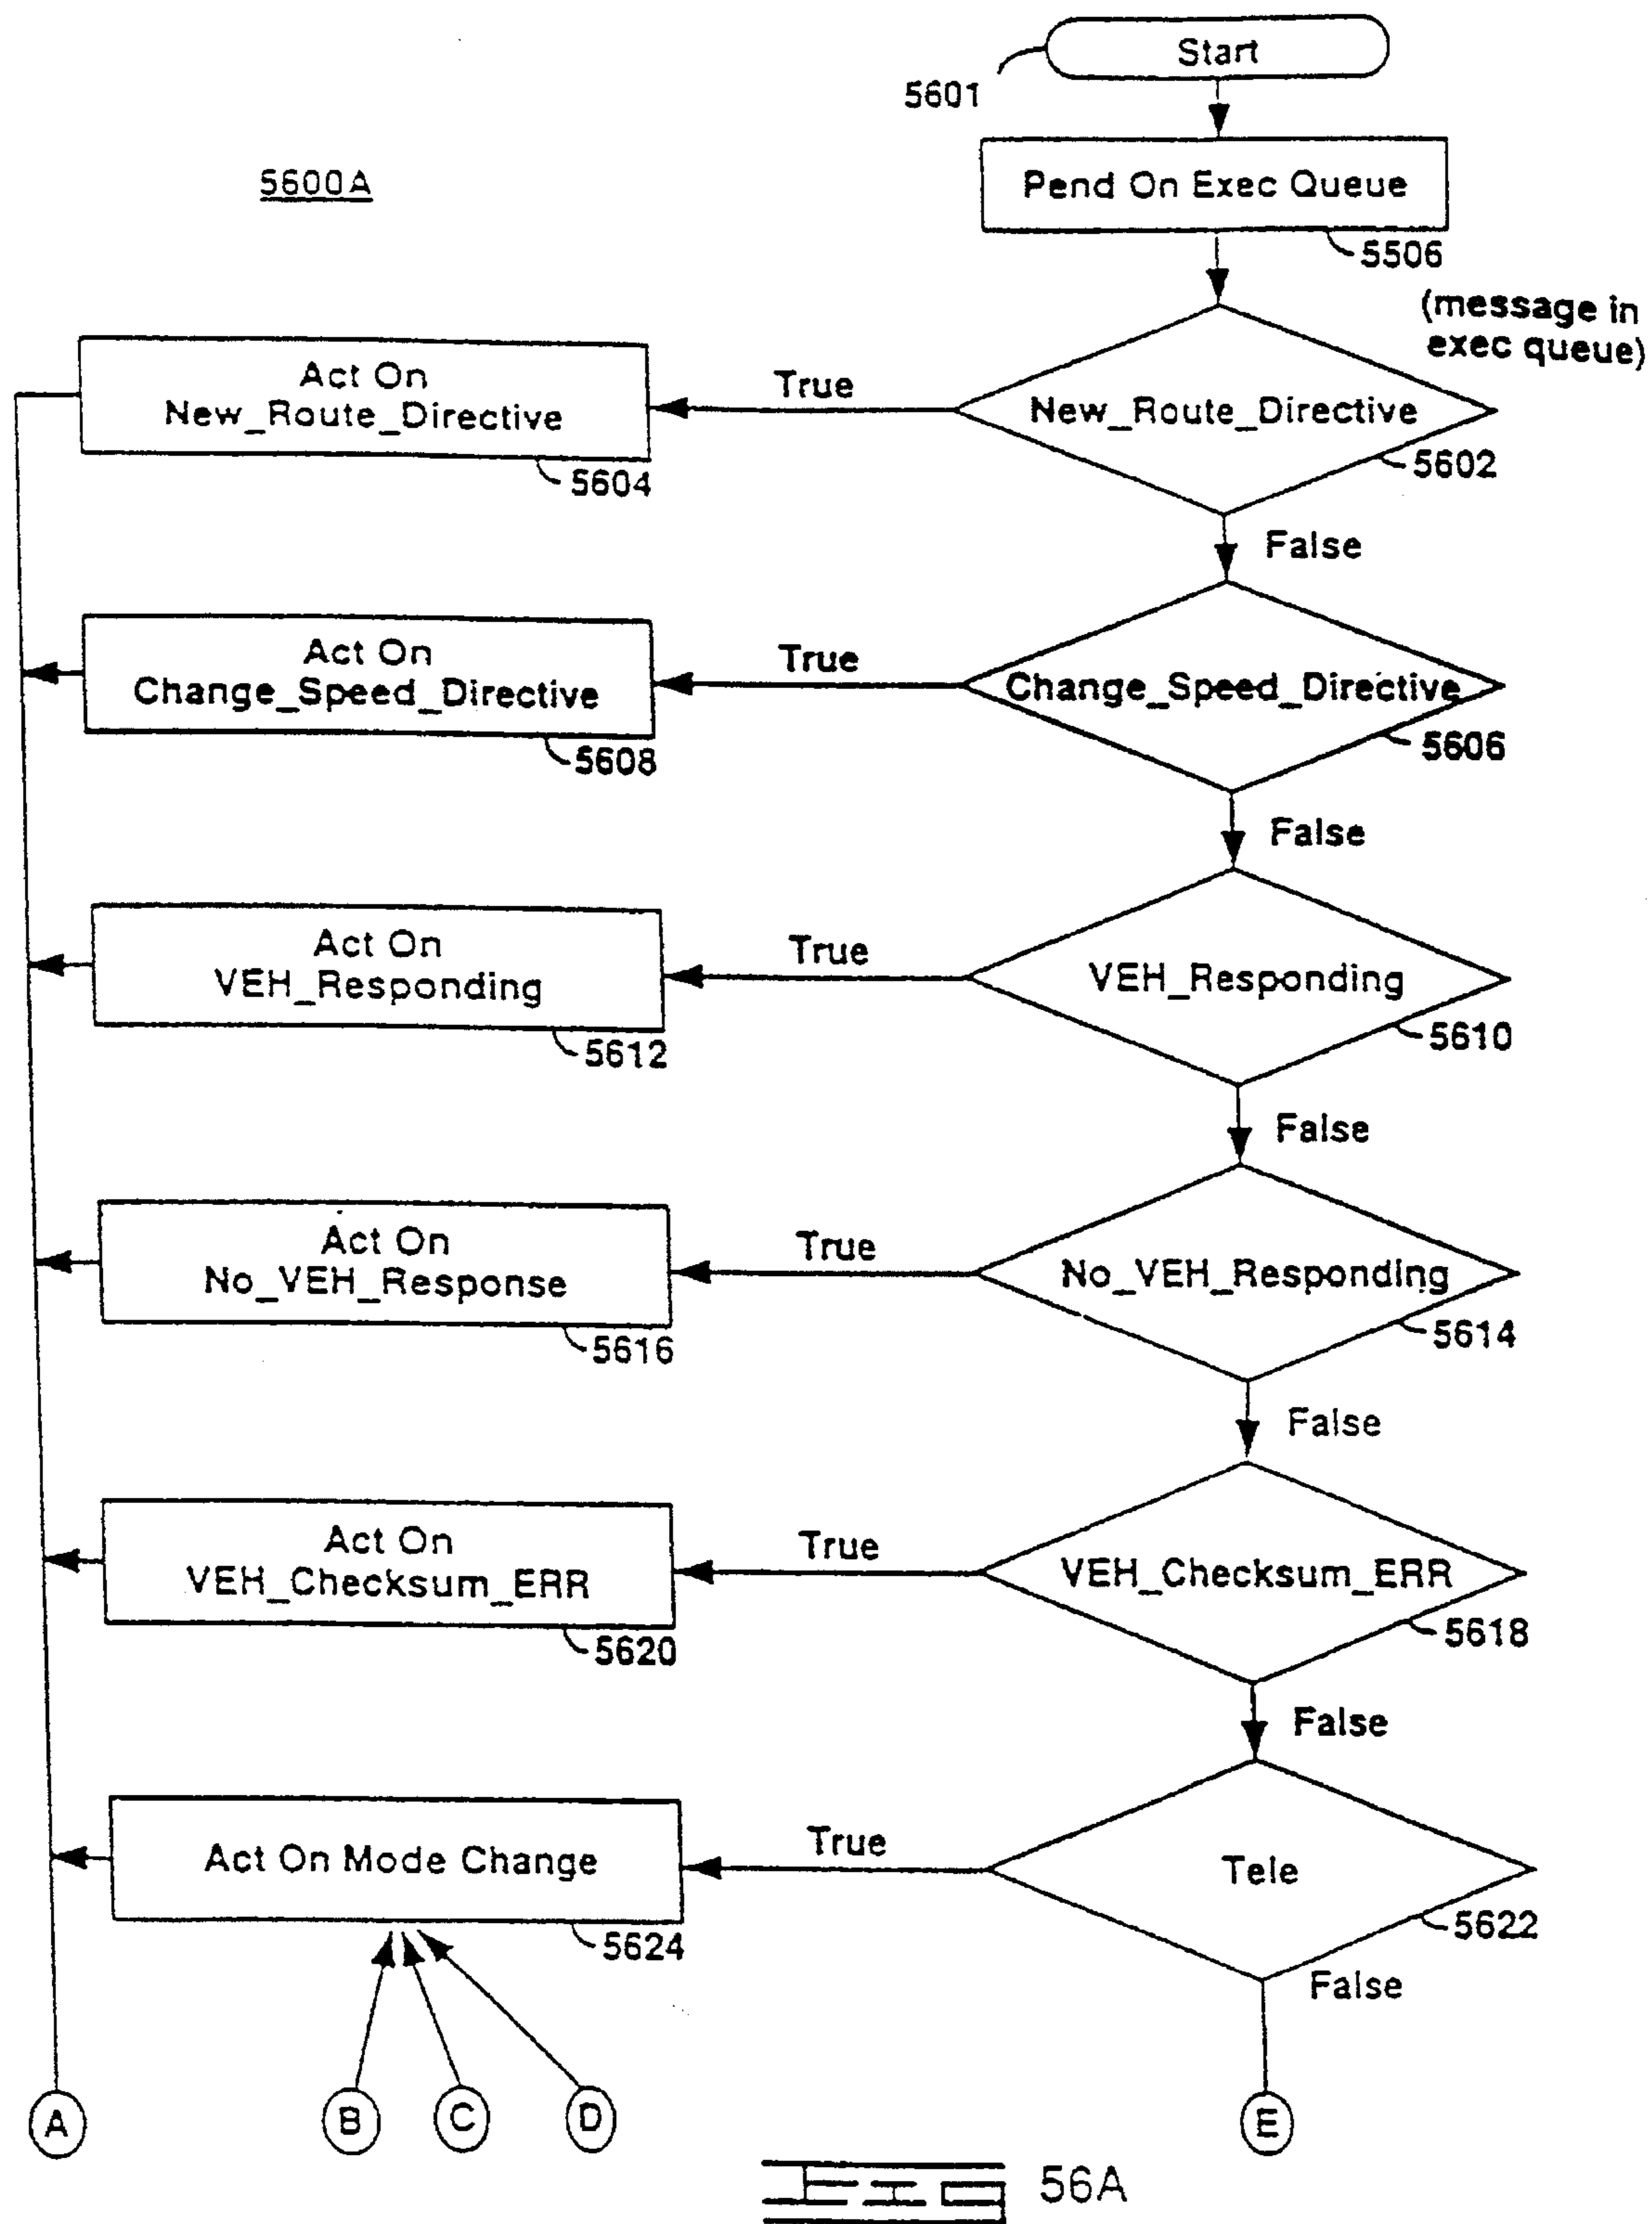 Start
5601
5600A
Pend On Exec Queue
5506
(message in
exec queue)
Act On
New_Route_Directive
5604
True
New_Route_Directive
5602
False
Act On
Change_Speed_Directive
5608
True
Change_Speed_Directive
5606
False
Act On
VEH_Responding
5612
True
VEH_Responding
5610
False
Act On
No_VEH_Response
5616
True
No_VEH_Responding
5614
False
Act On
VEH_Checksum_ERR
5620
True
VEH_Checksum_ERR
5618
False
Act On Mode Change
5624
True
Tele
5622
False
A
B
C
D
E
FIG 56A